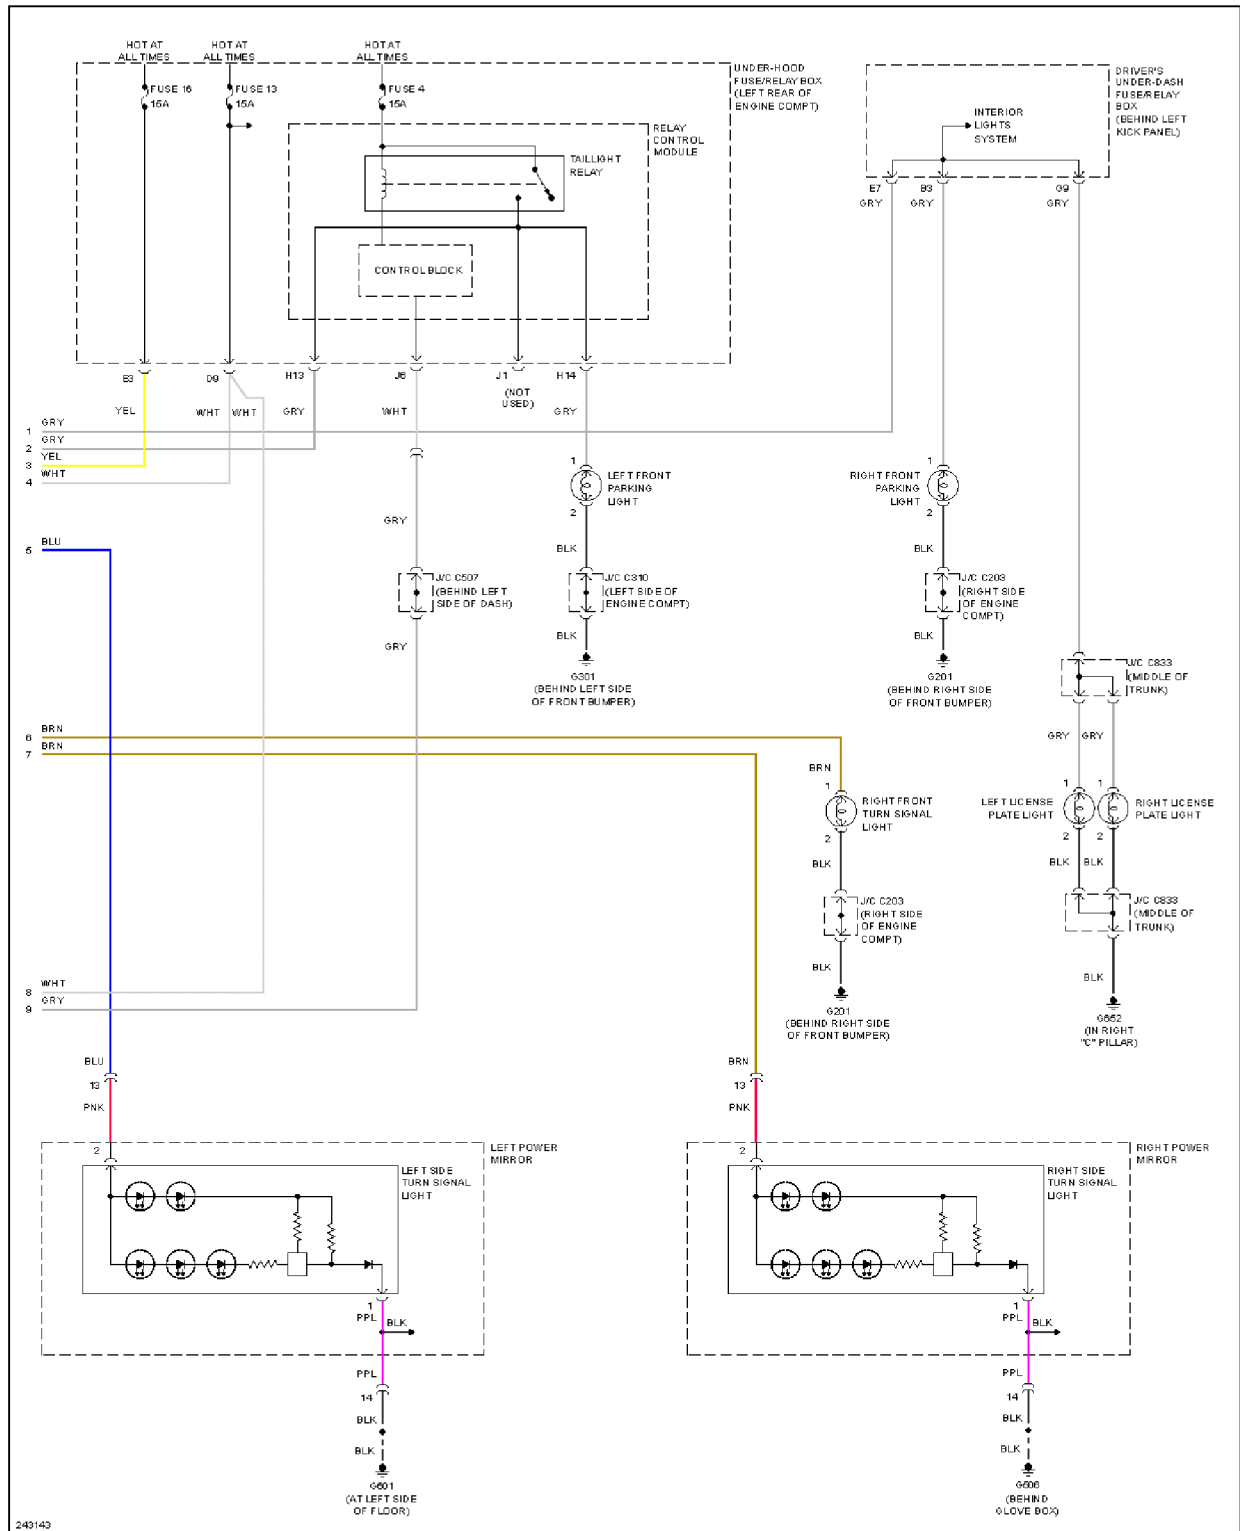 HOT AT
ALL TIMES
HOT AT
ALL TIMES
HOT AT
ALL TIMES
FUSE 16
15A
FUSE 13
15A
FUSE 4
15A
UNDER-HOOD
FUSE/RELAY BOX
(LEFT REAR OF
ENGINE COMPT)
DRIVER'S
UNDER-DASH
FUSE/RELAY
BOX
(BEHIND LEFT
KICK PANEL)
INTERIOR
LIGHTS
SYSTEM
RELAY
CONTROL
MODULE
TAILLIGHT
RELAY
CONTROL BLOCK
E7
B3
G9
GRY
GRY
GRY
B3
D9
H13
J6
J1
H14
(NOT
USED)
YEL
WHT
WHT
GRY
WHT
GRY
1
GRY
2
GRY
3
YEL
4
WHT
1
LEFT FRONT
PARKING
LIGHT
2
RIGHT FRONT
PARKING
LIGHT
1
2
GRY
BLK
BLK
5
BLU
J/C C507
(BEHIND LEFT
SIDE OF DASH)
J/C C310
(LEFT SIDE OF
ENGINE COMPT)
J/C C203
(RIGHT SIDE
OF ENGINE
COMPT)
GRY
BLK
BLK
G301
(BEHIND LEFT SIDE
OF FRONT BUMPER)
G201
(BEHIND RIGHT SIDE
OF FRONT BUMPER)
J/C C833
(MIDDLE OF
TRUNK)
6
BRN
7
BRN
GRY
GRY
BRN
1
RIGHT FRONT
TURN SIGNAL
LIGHT
2
1
1
LEFT LICENSE
PLATE LIGHT
RIGHT LICENSE
PLATE LIGHT
2
2
BLK
BLK
BLK
J/C C203
(RIGHT SIDE
OF ENGINE
COMPT)
J/C C833
(MIDDLE OF
TRUNK)
BLK
BLK
8
WHT
9
GRY
G201
(BEHIND RIGHT SIDE
OF FRONT BUMPER)
G652
(IN RIGHT
"C" PILLAR)
BLU
13
PNK
BRN
13
PNK
2
LEFT POWER
MIRROR
LEFT SIDE
TURN SIGNAL
LIGHT
2
RIGHT POWER
MIRROR
RIGHT SIDE
TURN SIGNAL
LIGHT
1
PPL
BLK
1
PPL
BLK
PPL
14
BLK
BLK
PPL
14
BLK
BLK
G601
(AT LEFT SIDE
OF FLOOR)
G506
(BEHIND
GLOVE BOX)
243143